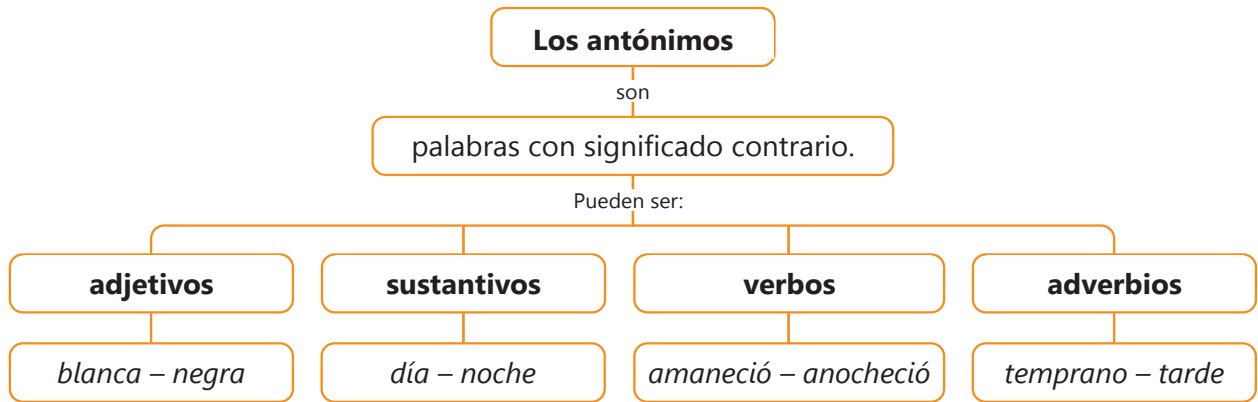 Los antónimos
son
palabras con significado contrario.
Pueden ser:
adjetivos
sustantivos
verbos
adverbios
blanca – negra
día – noche
amaneció – anocheció
temprano – tarde